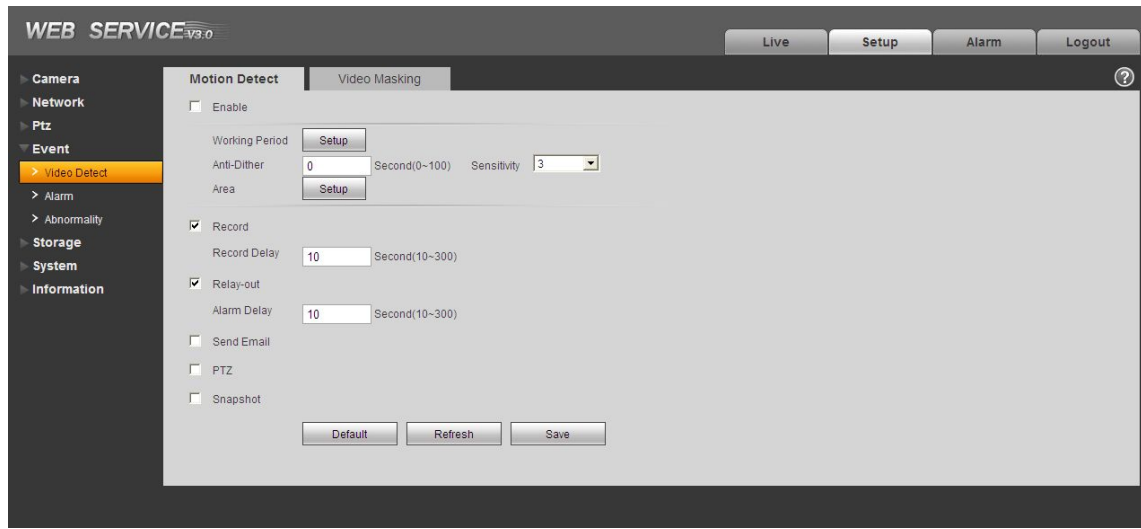 WEB SERVICE V3.0
Live Setup Alarm Logout
Camera
Network
Ptz
Event
> Video Detect
> Alarm
> Abnormality
Storage
System
Information
Motion Detect Video Masking ?
Enable
Working Period Setup
Anti-Dither 0 Second(0~100) Sensitivity 3
Area Setup
Record
Record Delay 10 Second(10~300)
Relay-out
Alarm Delay 10 Second(10~300)
Send Email
PTZ
Snapshot
Default Refresh Save